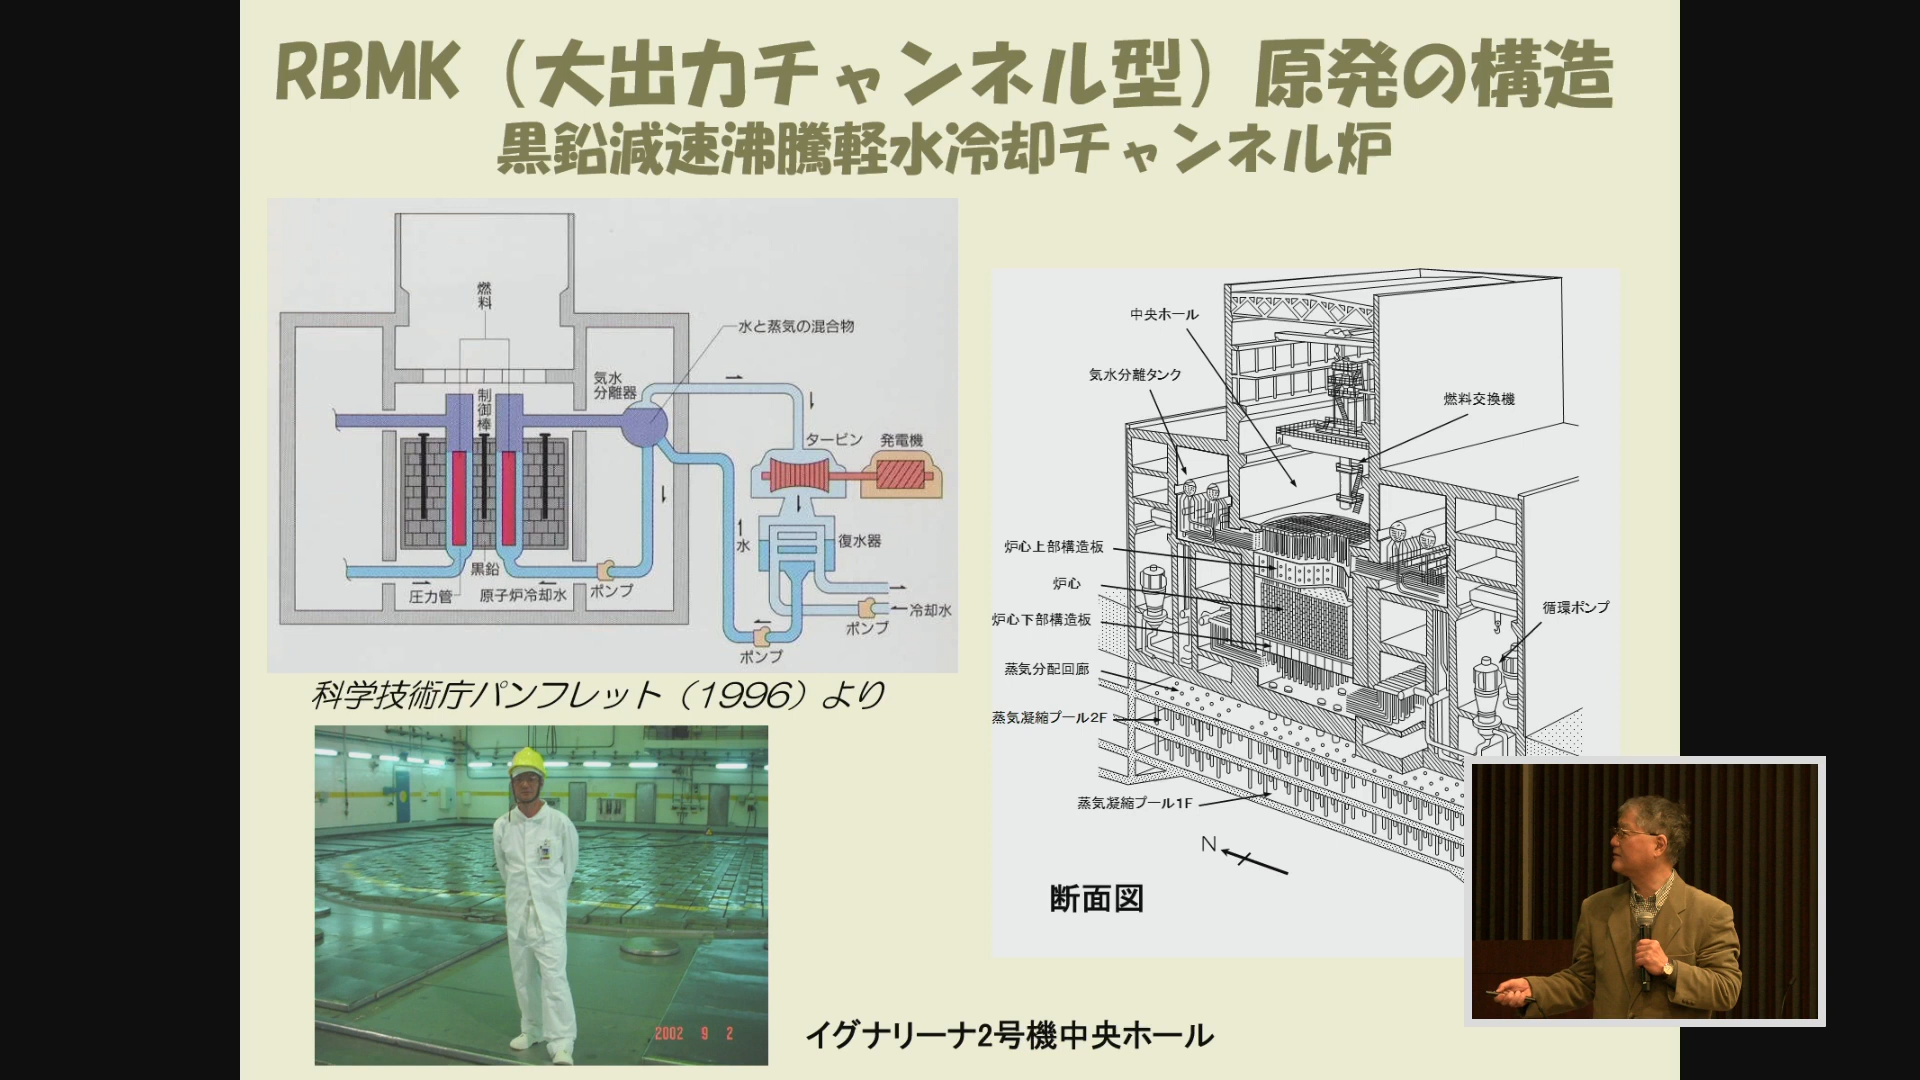 RBMK（大出力チャンネル型）原発の構造
黒鉛減速沸騰軽水冷却チャンネル炉
燃料
水と蒸気の混合物
気水
分離器
制御棒
タービン
発電機
水
復水器
黒鉛
圧力管
原子炉冷却水
ポンプ
冷却水
ポンプ
ポンプ
科学技術庁パンフレット（1996）より
中央ホール
気水分離タンク
燃料交換機
炉心上部構造板
炉心
炉心下部構造板
循環ポンプ
蒸気分配回廊
蒸気凝縮プール2F
蒸気凝縮プール1F
N
断面図
2002 9 2
イグナリーナ2号機中央ホール